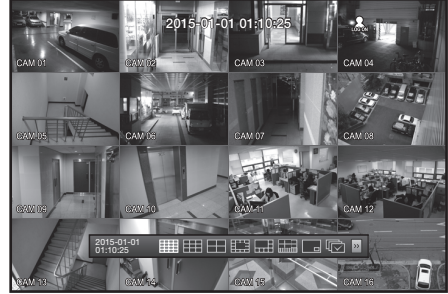 2015-01-01 01:10:25
LOG ON
CAM 01
CAM 02
CAM 03
CAM 04
CAM 05
CAM 06
CAM 07
CAM 08
CAM 09
CAM 10
CAM 11
CAM 12
2015-01-01
01:10:25
CAM 13
CAM 14
CAM 15
CAM 16